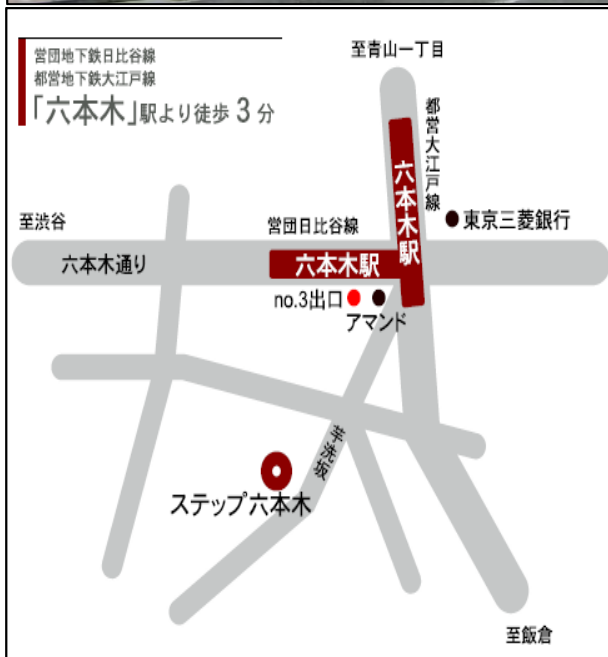 営団地下鉄日比谷線
都営地下鉄大江戸線
「六本木」駅より徒歩 3 分
至青山一丁目
都営大江戸線
六本木駅
東京三菱銀行
至渋谷
営団日比谷線
六本木通り
六本木駅
no.3出口
アマンド
芋洗坂
ステップ六本木
至飯倉